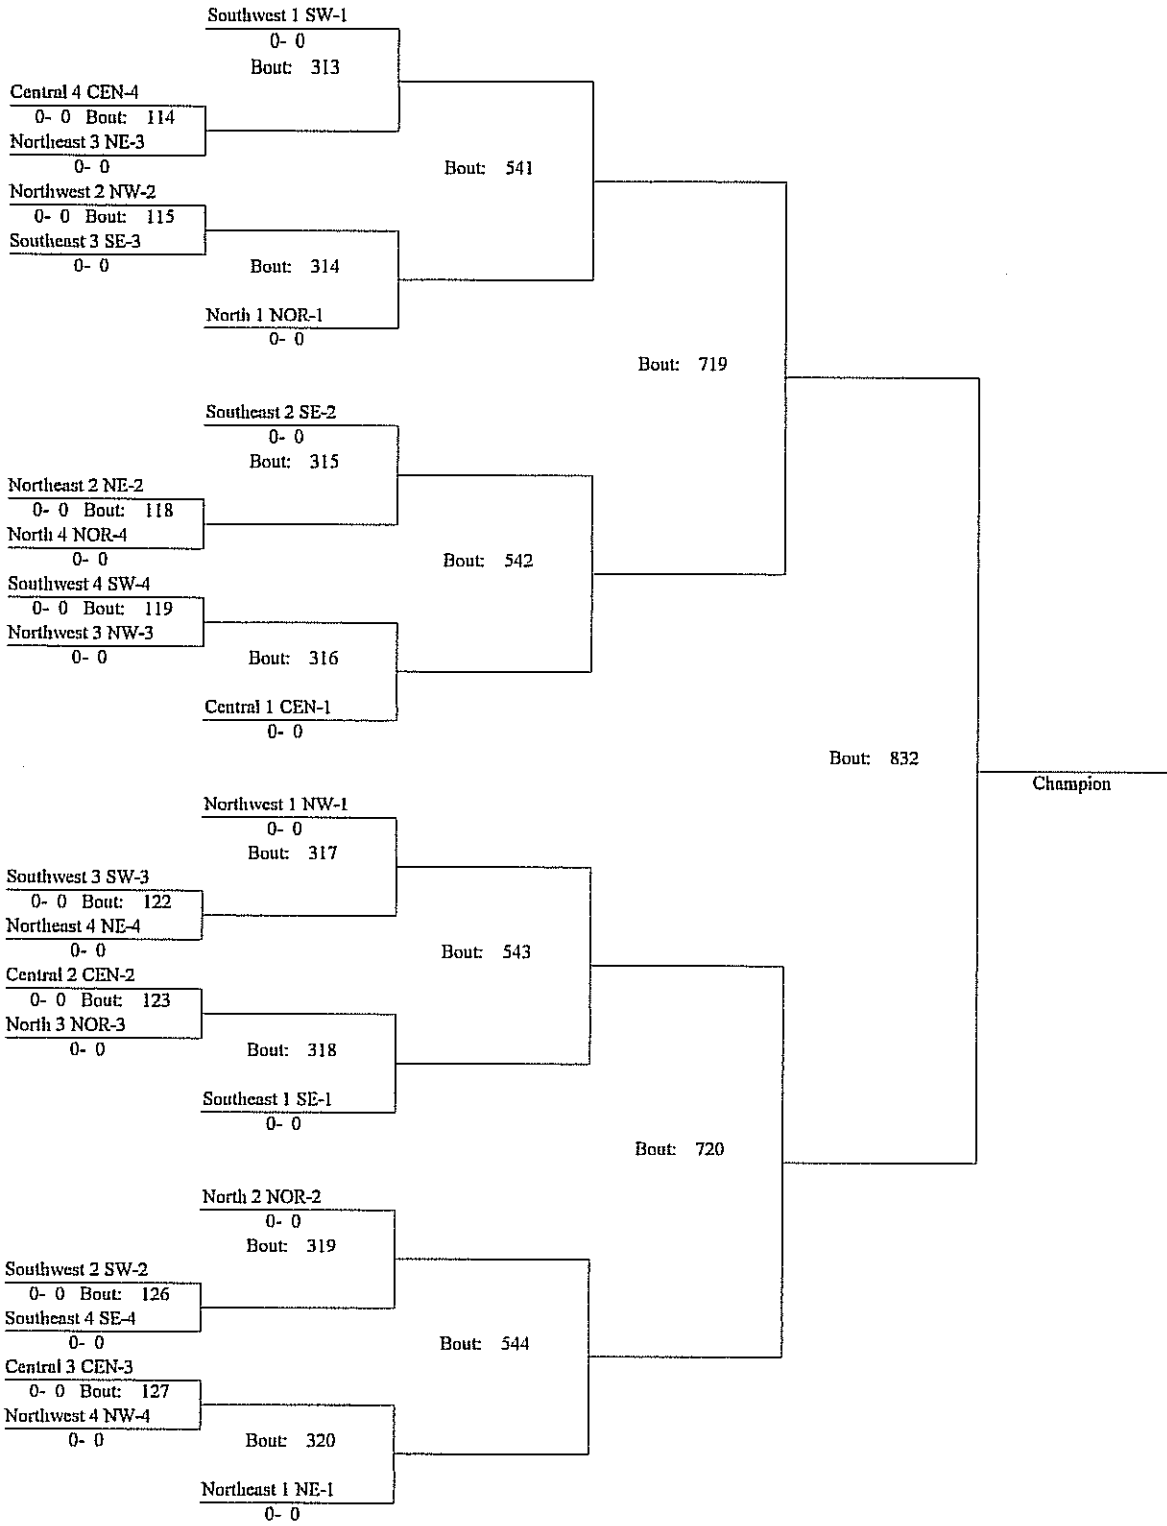 Southwest 1 SW-1
0- 0
Bout: 313
Central 4 CEN-4
0- 0 Bout: 114
Northeast 3 NE-3
0- 0
Bout: 541
Northwest 2 NW-2
0- 0 Bout: 115
Southeast 3 SE-3
0- 0
Bout: 314
North 1 NOR-1
0- 0
Bout: 719
Southeast 2 SE-2
0- 0
Bout: 315
Northeast 2 NE-2
0- 0 Bout: 118
North 4 NOR-4
0- 0
Bout: 542
Southwest 4 SW-4
0- 0 Bout: 119
Northwest 3 NW-3
0- 0
Bout: 316
Central 1 CEN-1
0- 0
Bout: 832
Champion
Northwest 1 NW-1
0- 0
Bout: 317
Southwest 3 SW-3
0- 0 Bout: 122
Northeast 4 NE-4
0- 0
Bout: 543
Central 2 CEN-2
0- 0 Bout: 123
North 3 NOR-3
0- 0
Bout: 318
Southeast 1 SE-1
0- 0
Bout: 720
North 2 NOR-2
0- 0
Bout: 319
Southwest 2 SW-2
0- 0 Bout: 126
Southeast 4 SE-4
0- 0
Bout: 544
Central 3 CEN-3
0- 0 Bout: 127
Northwest 4 NW-4
0- 0
Bout: 320
Northeast 1 NE-1
0- 0